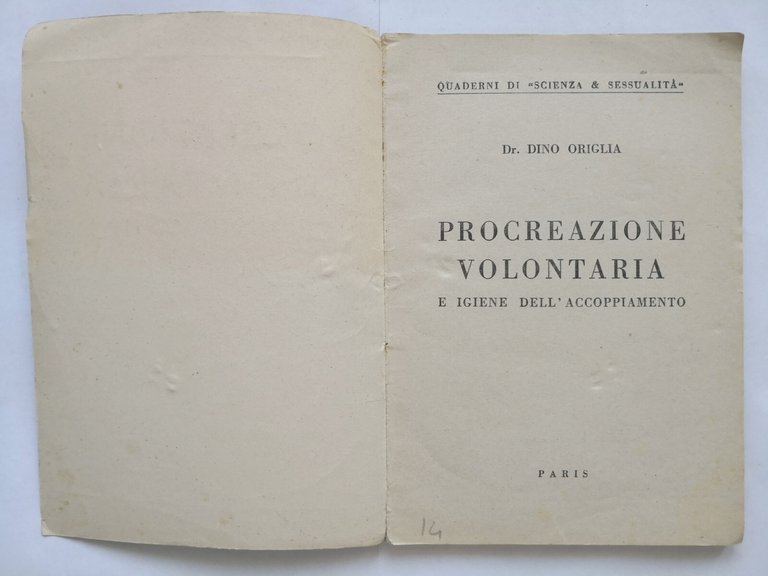 QUADERNI DI "SCIENZA & SESSUALITÀ"
Dr. DINO ORIGLIA
PROCREAZIONE
VOLONTARIA
E IGIENE DELL'ACCOPPIAMENTO
PARIS
14